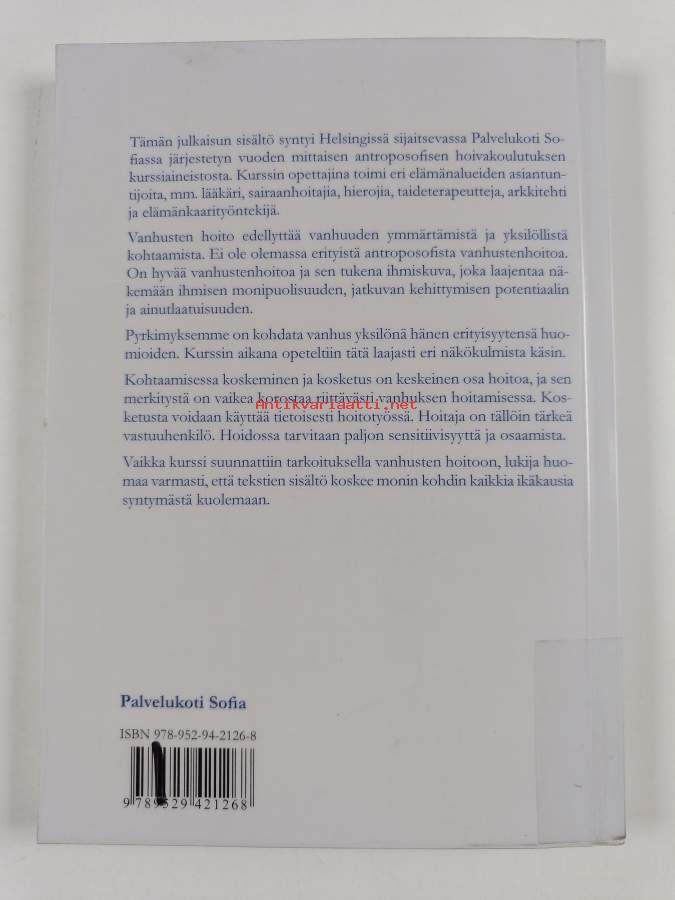 Tämän julkaisun sisältö syntyi Helsingissä sijaitsevassa Palvelukoti So-
fiassa järjestetyn vuoden mittaisen antroposofisen hoivakoulutuksen
kurssiaineistosta. Kurssin opettajina toimi eri elämänalueiden asiantun-
tijoita, mm. lääkäri, sairaanhoitajia, hierojia, taideterapeutteja, arkkitehti
ja elämänkaarityöntekijä.
Vanhusten hoito edellyttää vanhuuden ymmärtämistä ja yksilöllistä
kohtaamista. Ei ole olemassa erityistä antroposofista vanhustenhoitoa.
On hyvää vanhustenhoitoa ja sen tukena ihmiskuva, joka laajentaa nä-
kemään ihmisen monipuolisuuden, jatkuvan kehittymisen potentiaalin
ja ainutlaatuisuuden.
Pyrkimyksemme on kohdata vanhus yksilönä hänen erityisyytensä huo-
mioiden. Kurssin aikana opeteltiin tätä laajasti eri näkökulmista käsin.
Kohtaamisessa koskeminen ja kosketus on keskeinen osa hoitoa, ja sen
merkitystä on vaikea korostaa riittävästi vanhuksen hoitamisessa. Kos-
Antikvariaatti.net
ketusta voidaan käyttää tietoisesti hoitotyössä. Hoitaja on tällöin tärkeä
vastuuhenkilö. Hoidossa tarvitaan paljon sensitiivisyyttä ja osaamista.
Vaikka kurssi suunnattiin tarkoituksella vanhusten hoitoon, lukija huo-
maa varmasti, että tekstien sisältö koskee monin kohdin kaikkia ikäkausia
syntymästä kuolemaan.
Palvelukoti Sofia
ISBN 978-952-94-2126-8
9 789529 421268